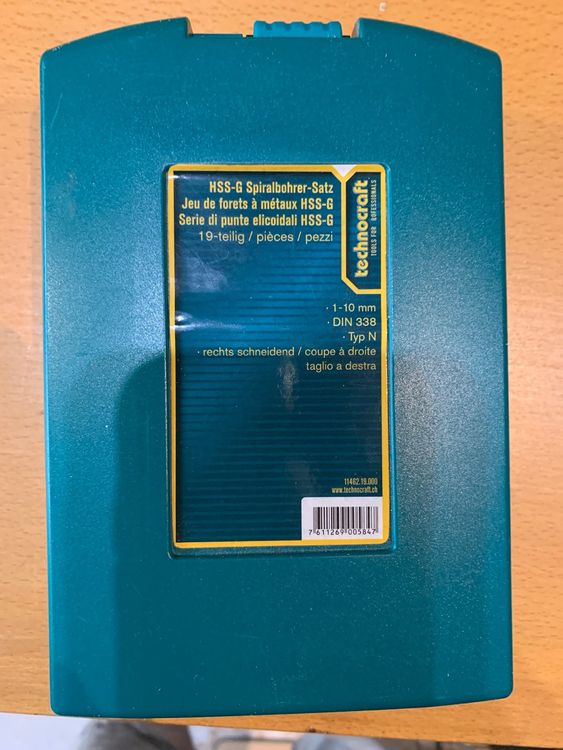 HSS-G Spiralbohrer-Satz
Jeu de forets à métaux HSS-G
Serie di punte elicoidali HSS-G
19-teilig / pièces / pezzi
technocraft
TOOLS FOR ROFESSIONALS
· 1-10 mm
· DIN 338
· Typ N
· rechts schneidend / coupe à droite
taglio a destra
11462.19.000
www.technocraft.ch
7 611269 005847